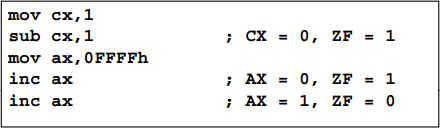 mov cx,1
sub cx,1 ; CX = 0, ZF = 1
mov ax,0FFFFh
inc ax ; AX = 0, ZF = 1
inc ax ; AX = 1, ZF = 0